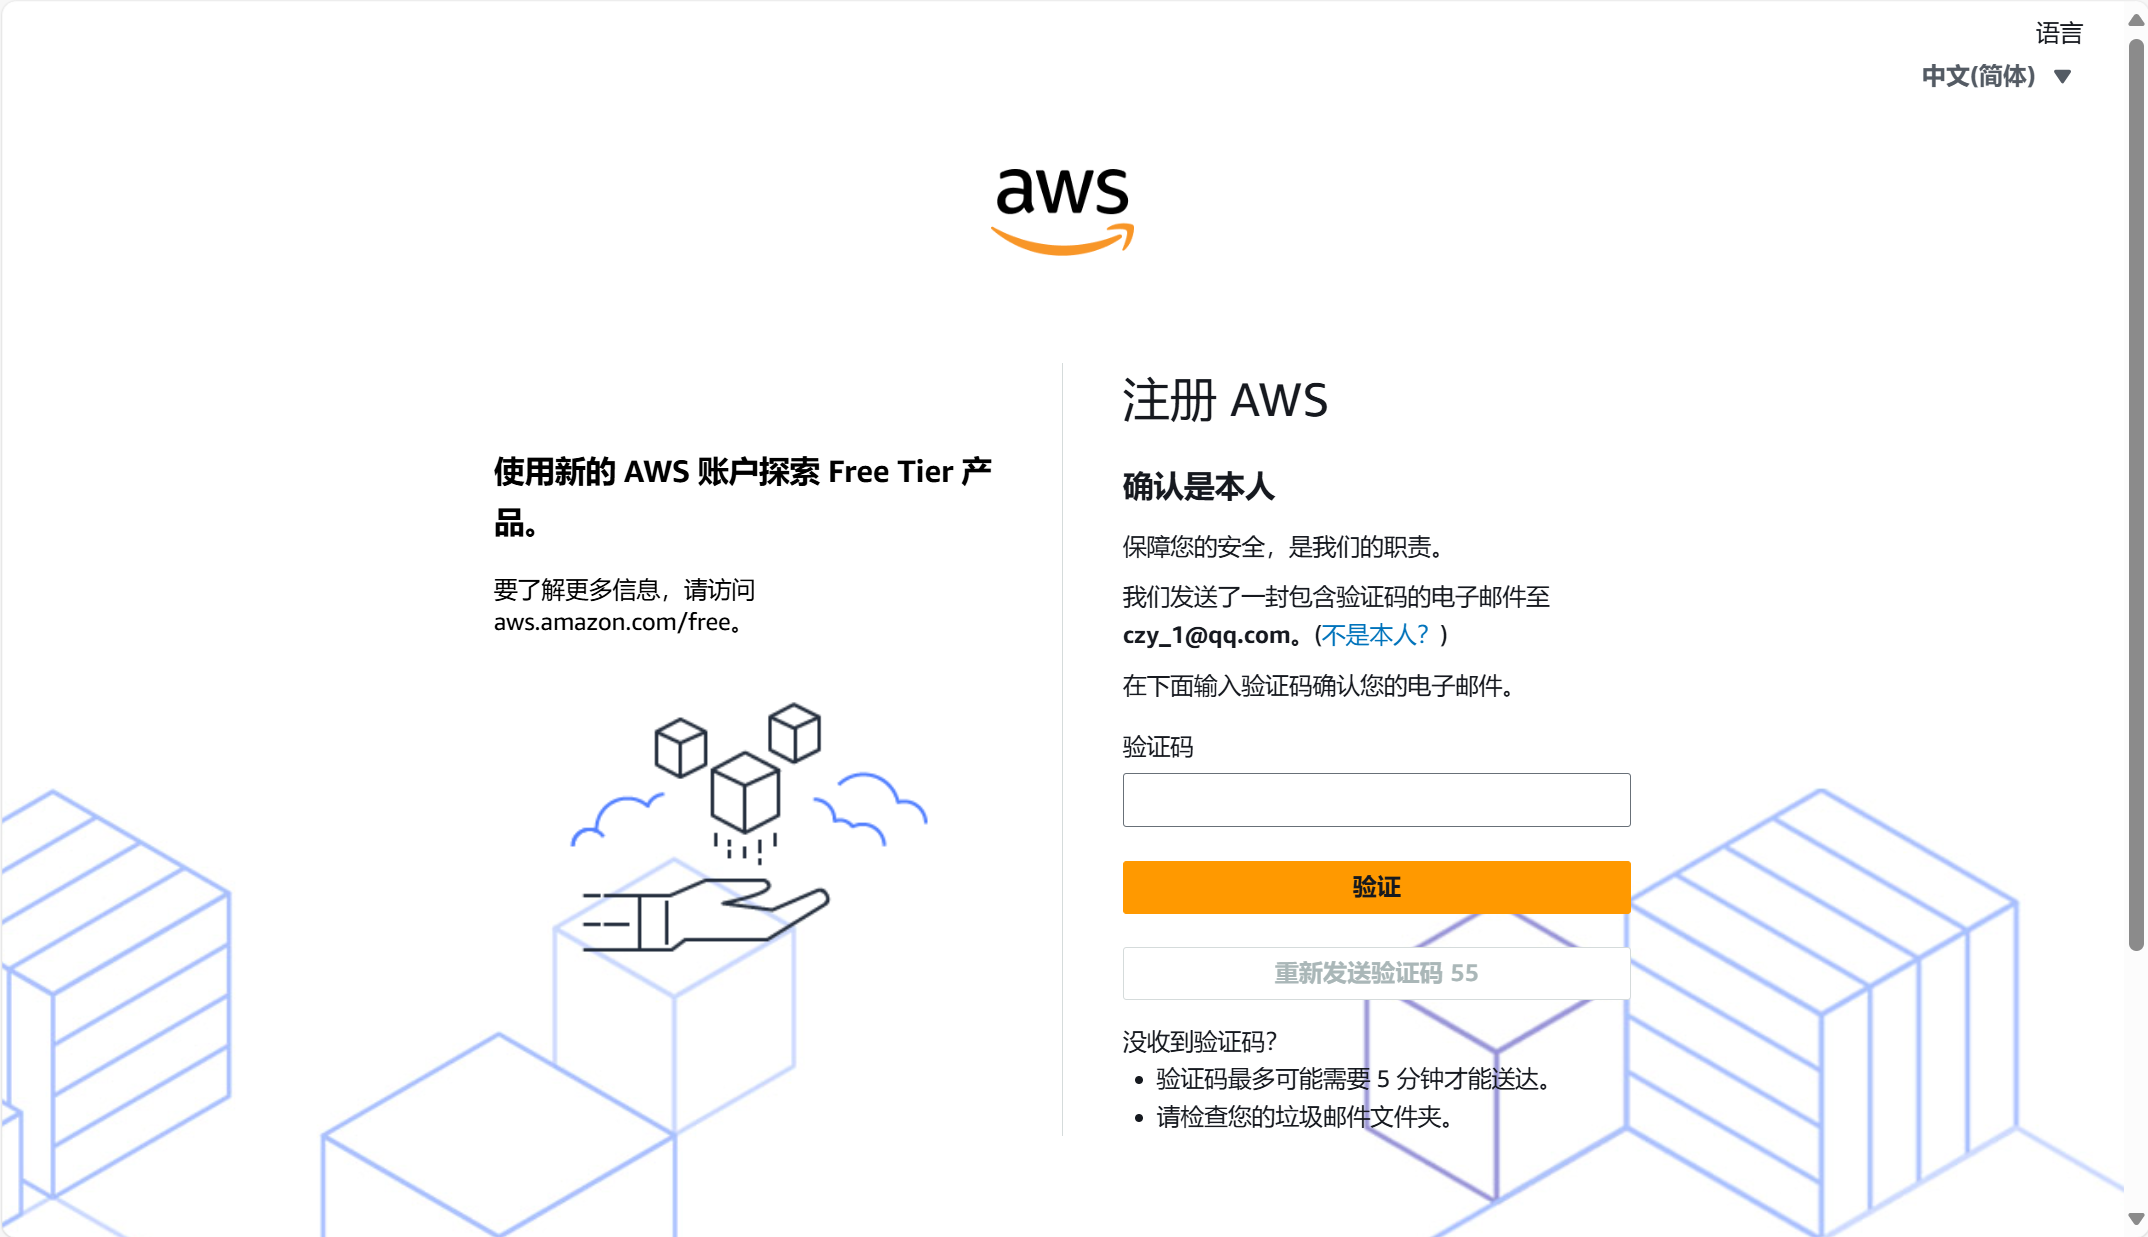 语言
中文(简体)
aws
使用新的 AWS 账户探索 Free Tier 产
品。
要了解更多信息，请访问
aws.amazon.com/free。
注册 AWS
确认是本人
保障您的安全，是我们的职责。
我们发送了一封包含验证码的电子邮件至
czy_1@qq.com。(不是本人？)
在下面输入验证码确认您的电子邮件。
验证码
验证
重新发送验证码 55
没收到验证码？
• 验证码最多可能需要 5 分钟才能送达。
• 请检查您的垃圾邮件文件夹。